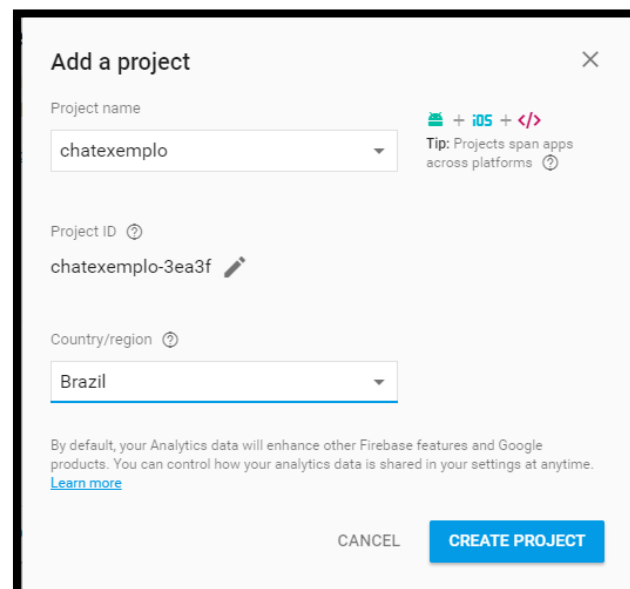 Add a project
Project name
chatexemplo
+ iOS + </>
Tip: Projects span apps
across platforms
Project ID
chatexemplo-3ea3f
Country/region
Brazil
By default, your Analytics data will enhance other Firebase features and Google
products. You can control how your analytics data is shared in your settings at anytime.
Learn more
CANCEL
CREATE PROJECT